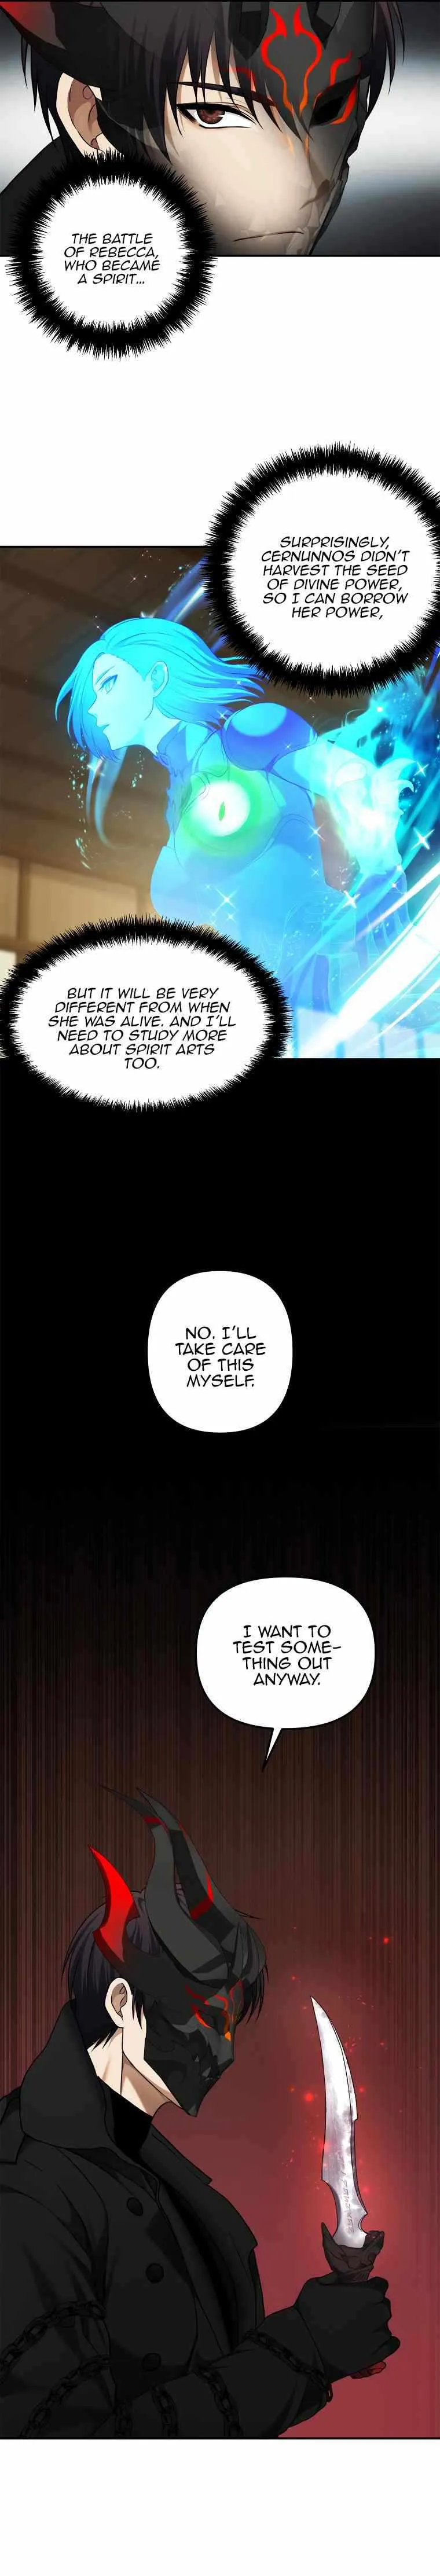 THE BATTLE
OF REBECCA,
WHO BECAME
A SPIRIT...
SURPRISINGLY,
CERNUNNOS DIDN'T
HARVEST THE SEED
OF DIVINE POWER,
SO I CAN BORROW
HER POWER,
BUT IT WILL BE VERY
DIFFERENT FROM WHEN
SHE WAS ALIVE. AND I'LL
NEED TO STUDY MORE
ABOUT SPIRIT ARTS
TOO.
NO. I'LL
TAKE CARE
OF THIS
MYSELF.
I WANT TO
TEST SOME-
THING OUT
ANYWAY.